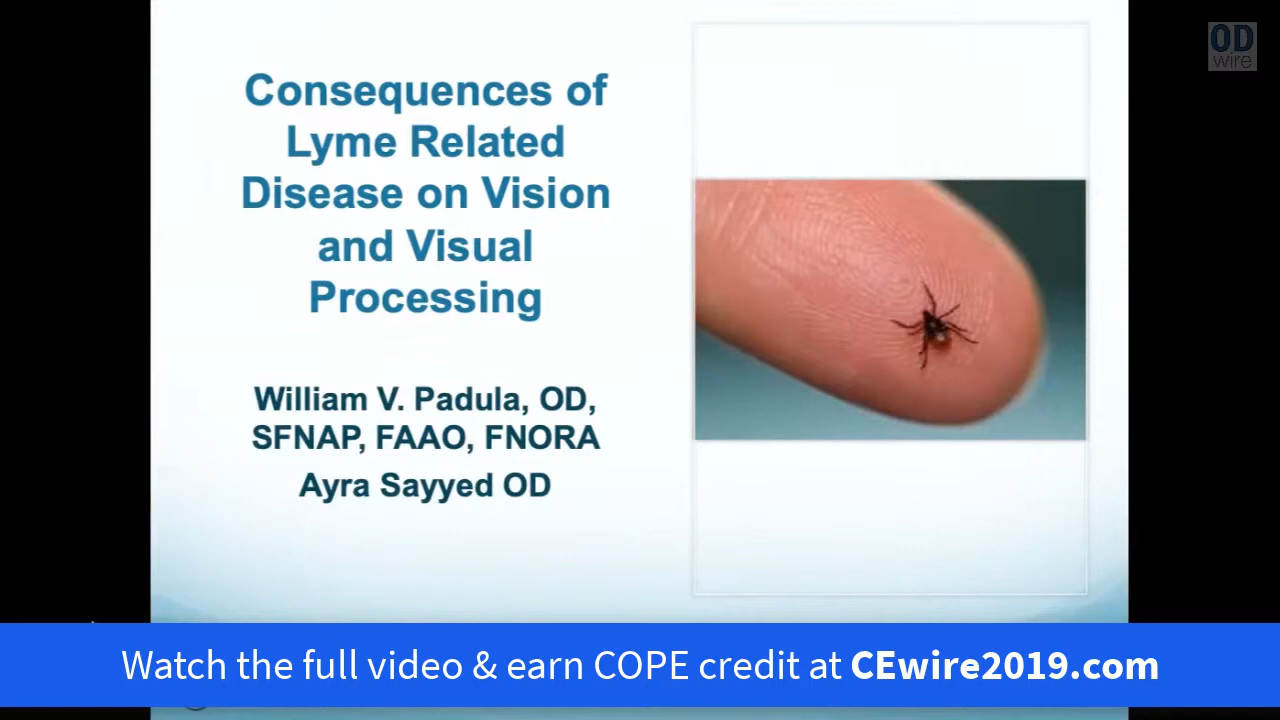 OD
wire
Consequences of
Lyme Related
Disease on Vision
and Visual
Processing
William V. Padula, OD,
SFNAP, FAAO, FNORA
Ayra Sayyed OD
Watch the full video & earn COPE credit at CEwire2019.com